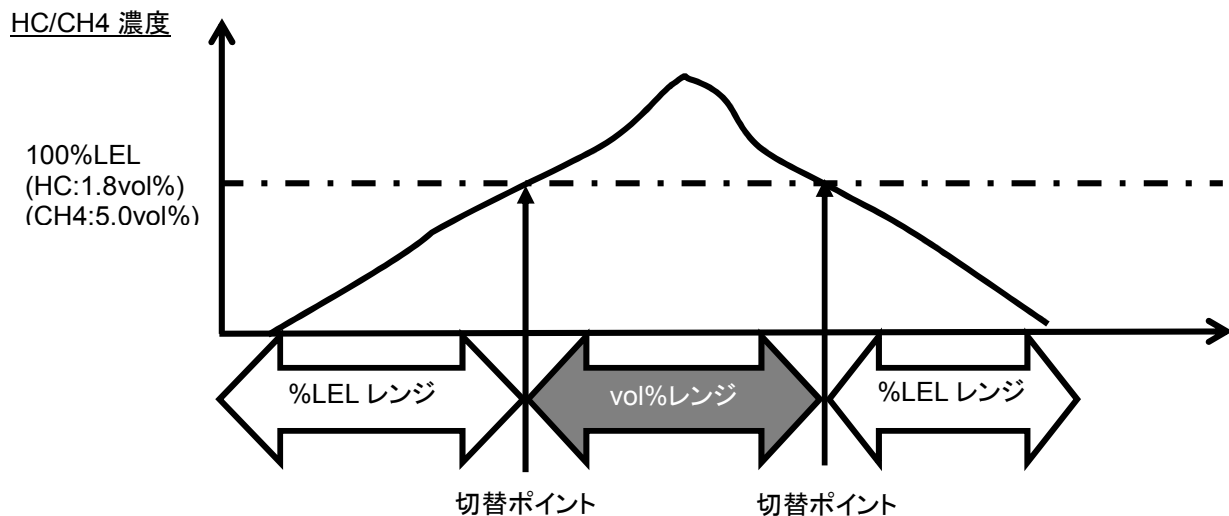 HC/CH4 濃度
100%LEL
(HC:1.8vol%)
(CH4:5.0vol%)
%LEL レンジ
vol%レンジ
%LEL レンジ
切替ポイント
切替ポイント